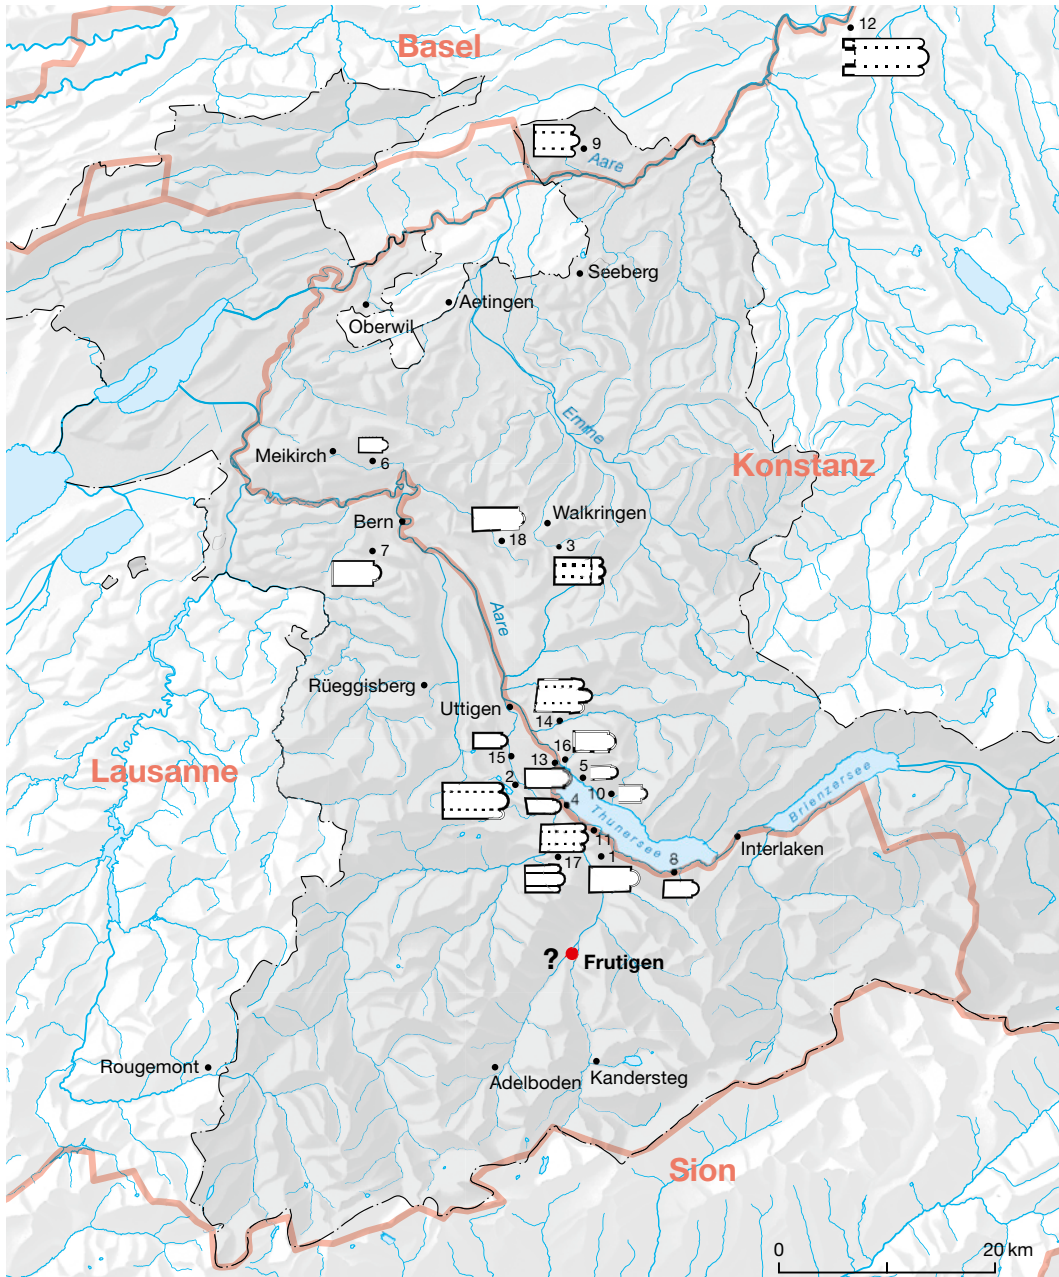 12
Basel
9
Aare
Seeberg
Aetingen
Oberwil
Emme
Meikirch
6
Konstanz
Bern
Walkringen
18
3
7
Aare
Rüeggisberg
Uttigen
14
16
15
13
5
Lausanne
2
10
4
Thunersee
Brienzersee
11
Interlaken
17
1
8
?
Frutigen
Rougemont
Adelboden
Kandersteg
Sion
0
20 km